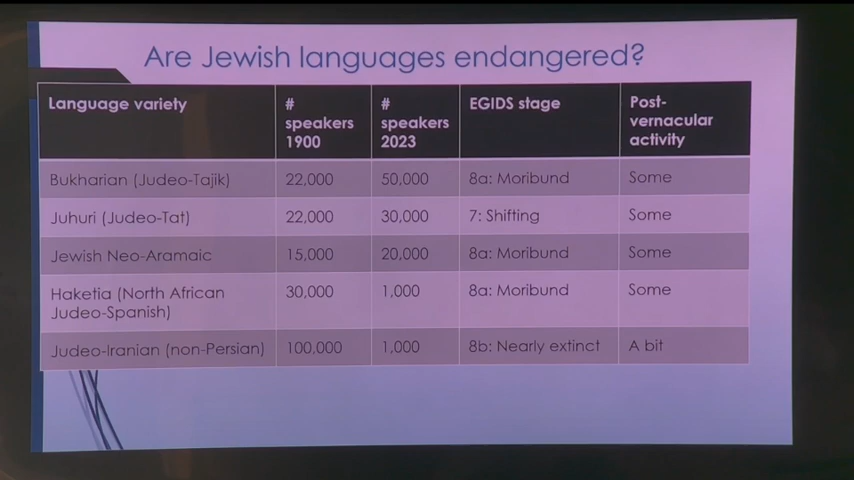 Are Jewish languages endangered?
Language variety
# speakers 1900
# speakers 2023
EGIDS stage
Post-vernacular activity
Bukharian (Judeo-Tajik) 22,000 50,000 8a: Moribund Some
Juhuri (Judeo-Tat) 22,000 30,000 7: Shifting Some
Jewish Neo-Aramaic 15,000 20,000 8a: Moribund Some
Haketia (North African Judeo-Spanish) 30,000 1,000 8a: Moribund Some
Judeo-Iranian (non-Persian) 100,000 1,000 8b: Nearly extinct A bit